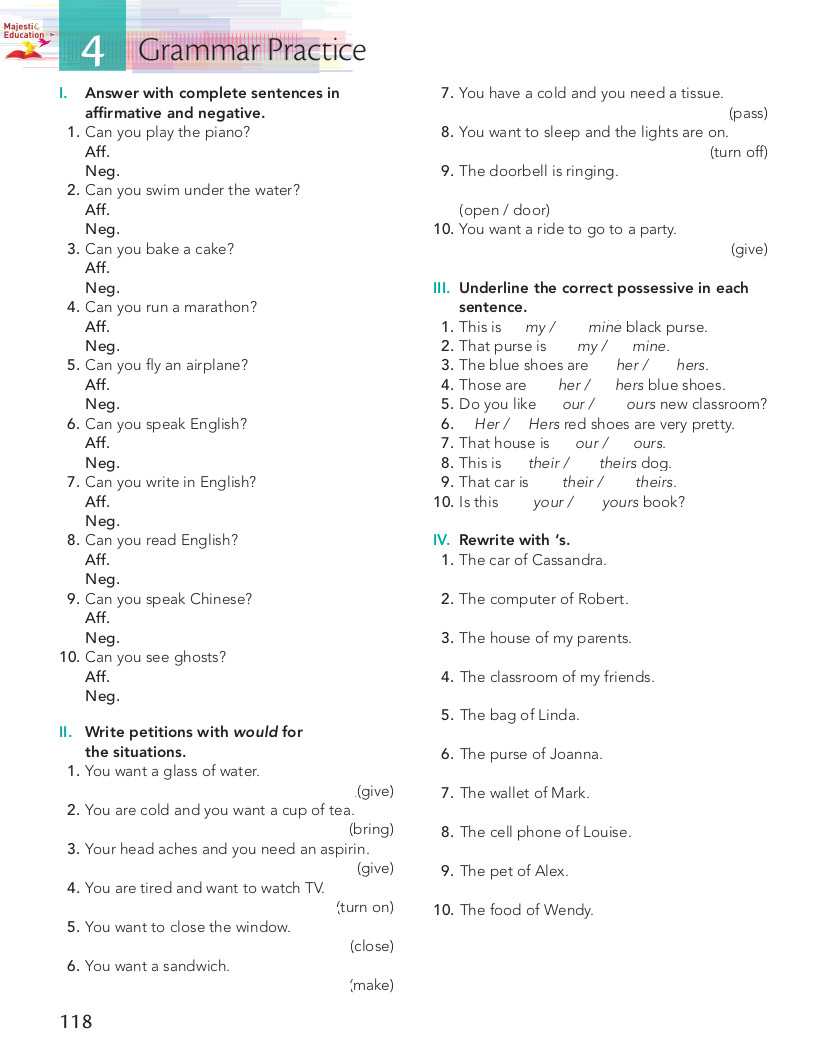 Majestic
Education
4
Grammar Practice
I. Answer with complete sentences in
affirmative and negative.
1. Can you play the piano?
Aff.
Neg.
2. Can you swim under the water?
Aff.
Neg.
3. Can you bake a cake?
Aff.
Neg.
4. Can you run a marathon?
Aff.
Neg.
5. Can you fly an airplane?
Aff.
Neg.
6. Can you speak English?
Aff.
Neg.
7. Can you write in English?
Aff.
Neg.
8. Can you read English?
Aff.
Neg.
9. Can you speak Chinese?
Aff.
Neg.
10. Can you see ghosts?
Aff.
Neg.
II. Write petitions with would for
the situations.
1. You want a glass of water.
(give)
2. You are cold and you want a cup of tea.
(bring)
3. Your head aches and you need an aspirin.
(give)
4. You are tired and want to watch TV.
(turn on)
5. You want to close the window.
(close)
6. You want a sandwich.
(make)
7. You have a cold and you need a tissue.
(pass)
8. You want to sleep and the lights are on.
(turn off)
9. The doorbell is ringing.
(open / door)
10. You want a ride to go to a party.
(give)
III. Underline the correct possessive in each
sentence.
1. This is my / mine black purse.
2. That purse is my / mine.
3. The blue shoes are her / hers.
4. Those are her / hers blue shoes.
5. Do you like our / ours new classroom?
6. Her / Hers red shoes are very pretty.
7. That house is our / ours.
8. This is their / theirs dog.
9. That car is their / theirs.
10. Is this your / yours book?
IV. Rewrite with ‘s.
1. The car of Cassandra.
2. The computer of Robert.
3. The house of my parents.
4. The classroom of my friends.
5. The bag of Linda.
6. The purse of Joanna.
7. The wallet of Mark.
8. The cell phone of Louise.
9. The pet of Alex.
10. The food of Wendy.
118